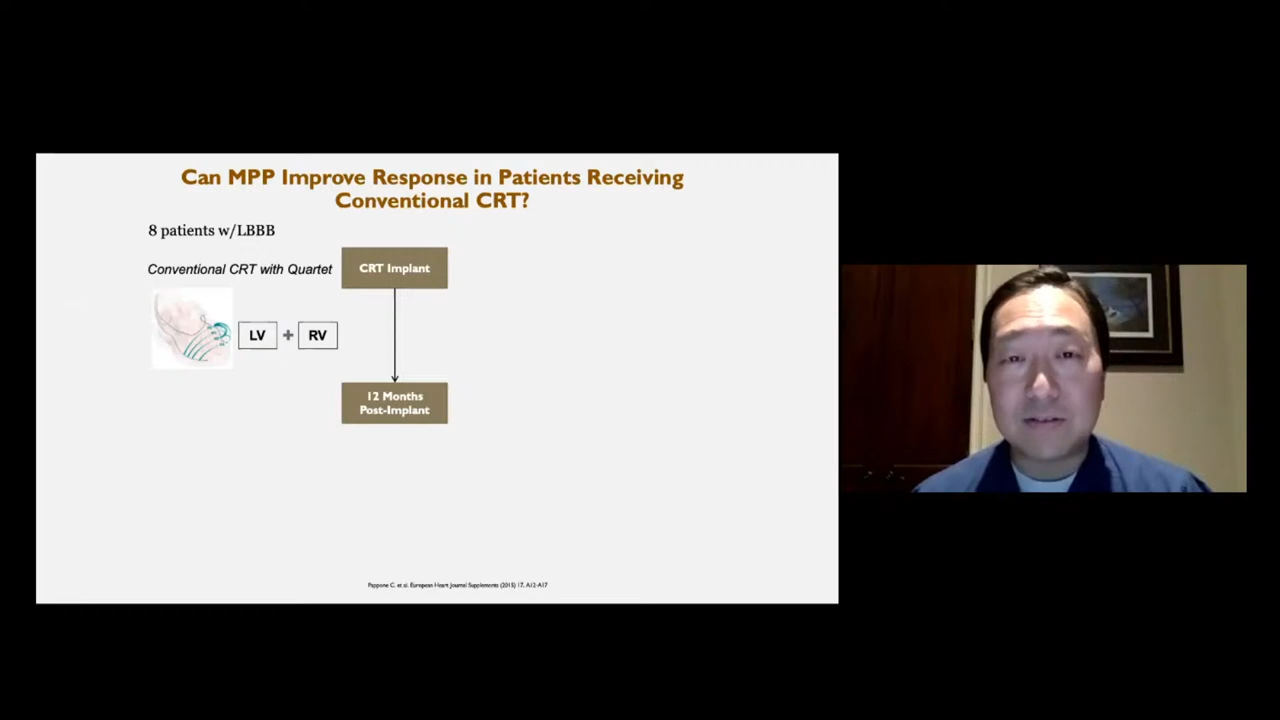 Can MPP Improve Response in Patients Receiving
Conventional CRT?
8 patients w/LBBB
Conventional CRT with Quartet
CRT Implant
LV + RV
12 Months
Post-Implant
Pappone C. et al. European Heart Journal Supplements (2015) 17, A12-A17